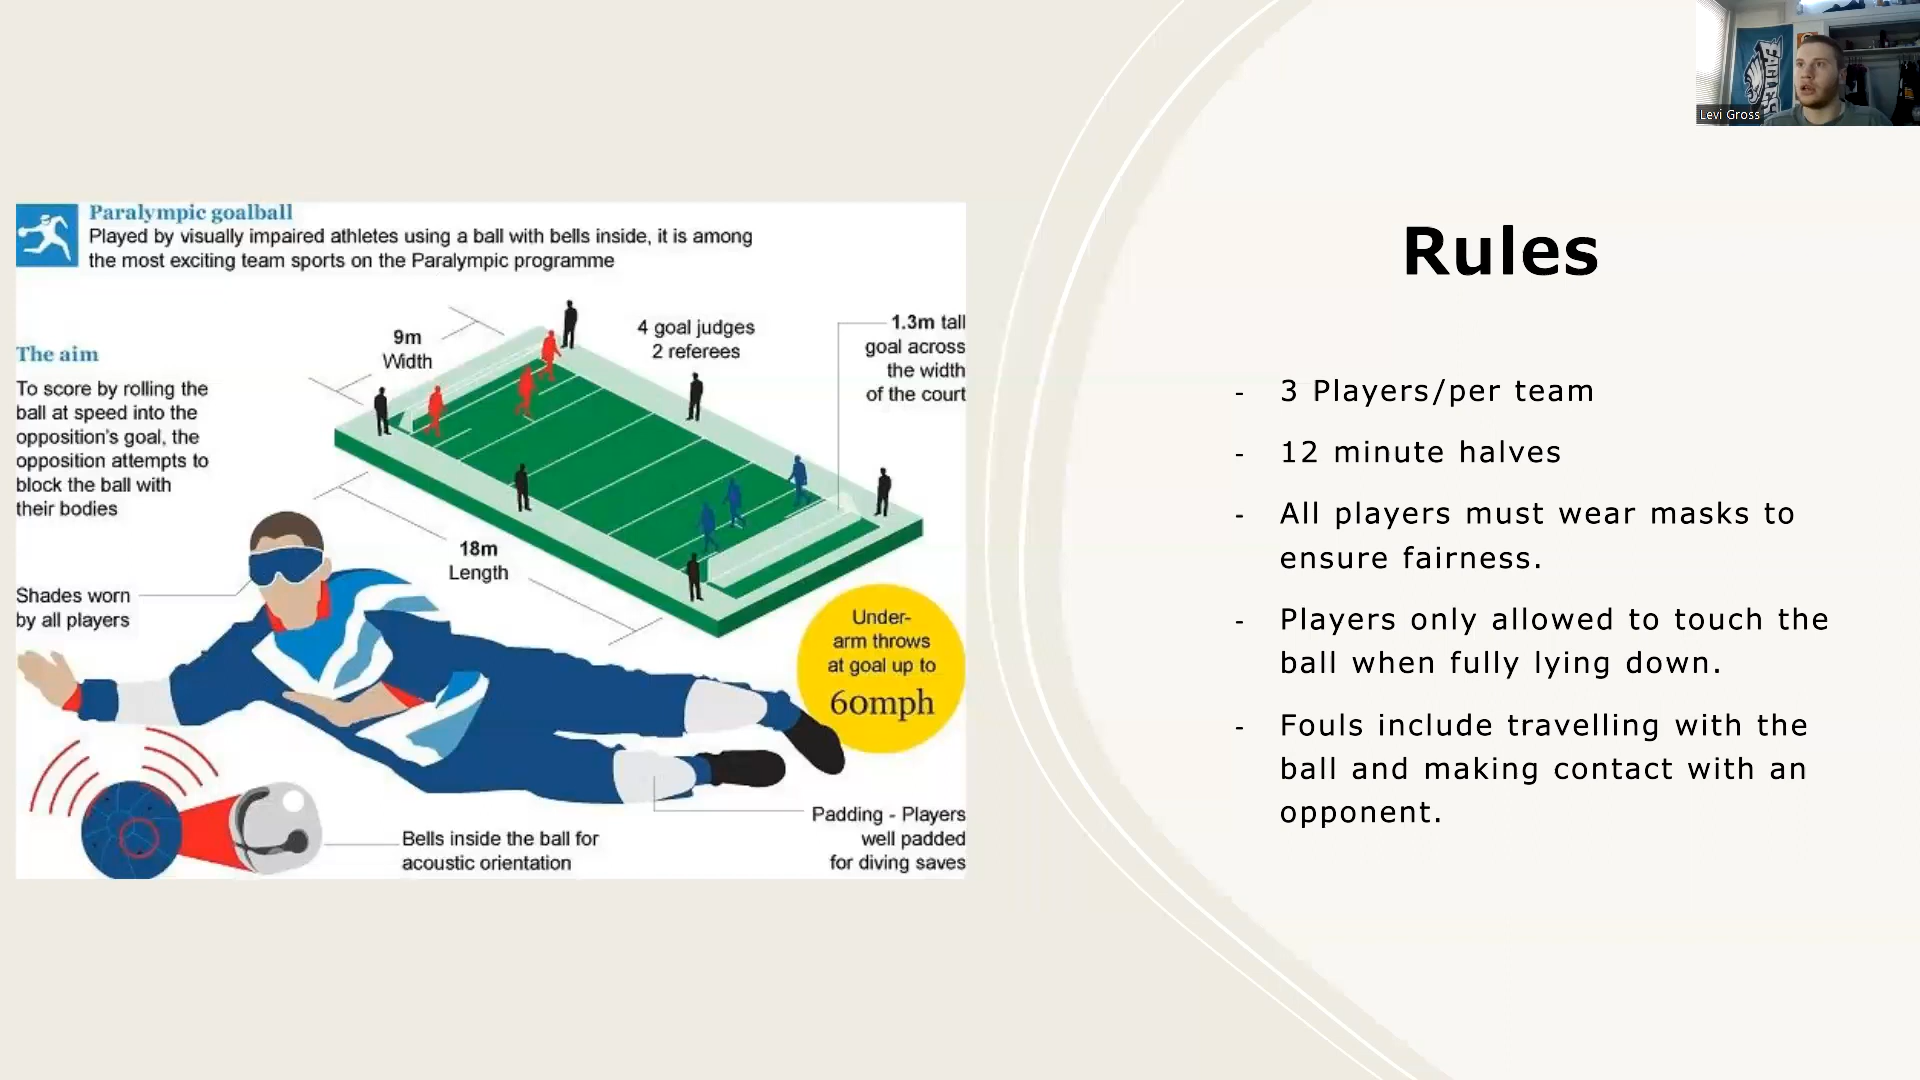 Paralympic goalball
Played by visually impaired athletes using a ball with bells inside, it is among
the most exciting team sports on the Paralympic programme
The aim
To score by rolling the
ball at speed into the
opposition's goal, the
opposition attempts to
block the ball with
their bodies
9m
Width
4 goal judges
2 referees
1.3m tall
goal across
the width
of the court
18m
Length
Shades worn
by all players
Under-
arm throws
at goal up to
60mph
Padding - Players
well padded
for diving saves
Bells inside the ball for
acoustic orientation
Rules
- 3 Players/per team
- 12 minute halves
- All players must wear masks to
ensure fairness.
- Players only allowed to touch the
ball when fully lying down.
- Fouls include travelling with the
ball and making contact with an
opponent.
EAGLES
Levi Gross